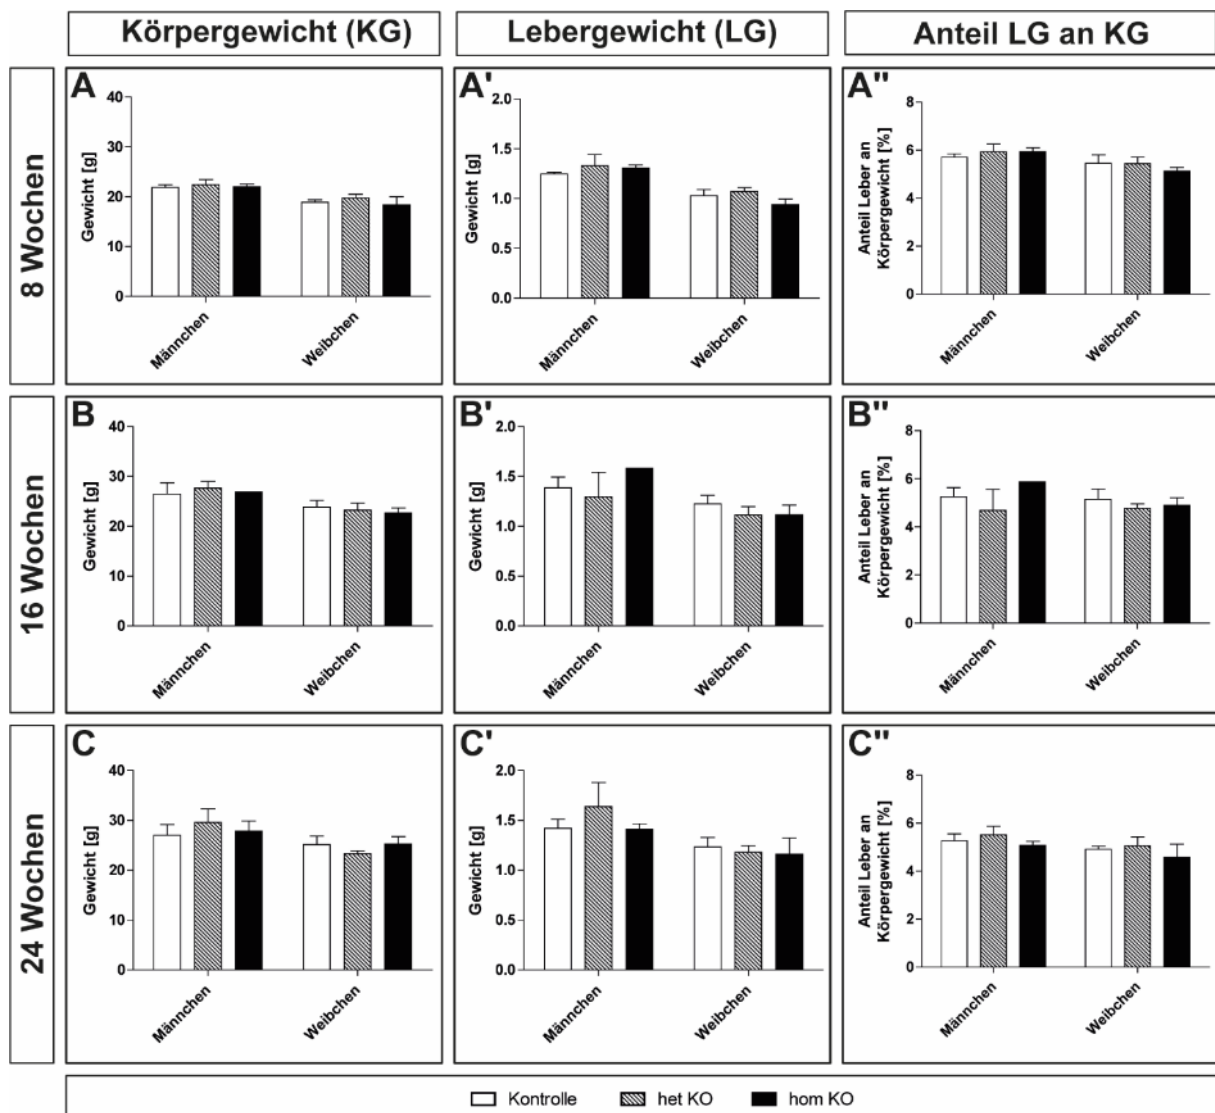 Körpergewicht (KG)
Lebergewicht (LG)
Anteil LG an KG
8 Wochen
A
Gewicht [g]
40
30
20
10
0
Männchen
Weibchen
A'
Gewicht [g]
2.0
1.5
1.0
0.5
0.0
Männchen
Weibchen
A''
Anteil Leber an
Körpergewicht [%]
8
6
4
2
0
Männchen
Weibchen
16 Wochen
B
Gewicht [g]
40
30
20
10
0
Männchen
Weibchen
B'
Gewicht [g]
2.0
1.5
1.0
0.5
0.0
Männchen
Weibchen
B''
Anteil Leber an
Körpergewicht [%]
8
6
4
2
0
Männchen
Weibchen
24 Wochen
C
Gewicht [g]
40
30
20
10
0
Männchen
Weibchen
C'
Gewicht [g]
2.0
1.5
1.0
0.5
0.0
Männchen
Weibchen
C''
Anteil Leber an
Körpergewicht [%]
8
6
4
2
0
Männchen
Weibchen
Kontrolle
het KO
hom KO